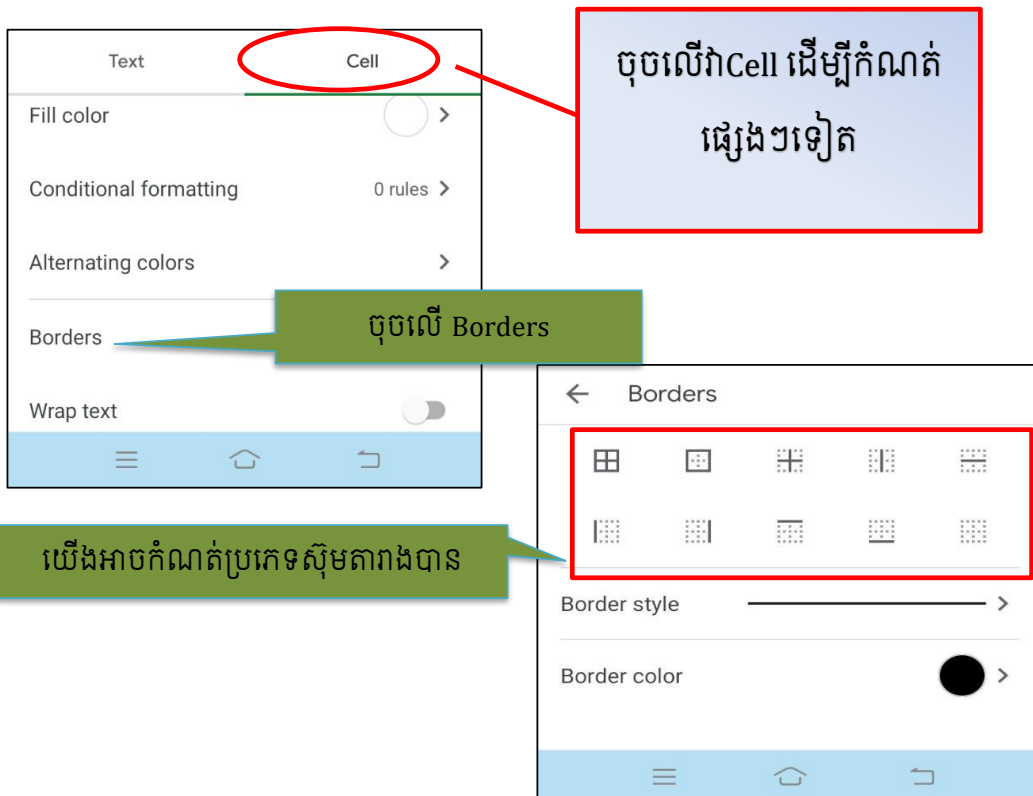 Text
Cell
Fill color
Conditional formatting
0 rules
Alternating colors
Borders
Wrap text
ចុចលើវាCell ដើម្បីកំណត់
ផ្សេងៗទៀត
ចុចលើ Borders
Borders
យើងអាចកំណត់ប្រភេទស៊ុមតារាងបាន
Border style
Border color